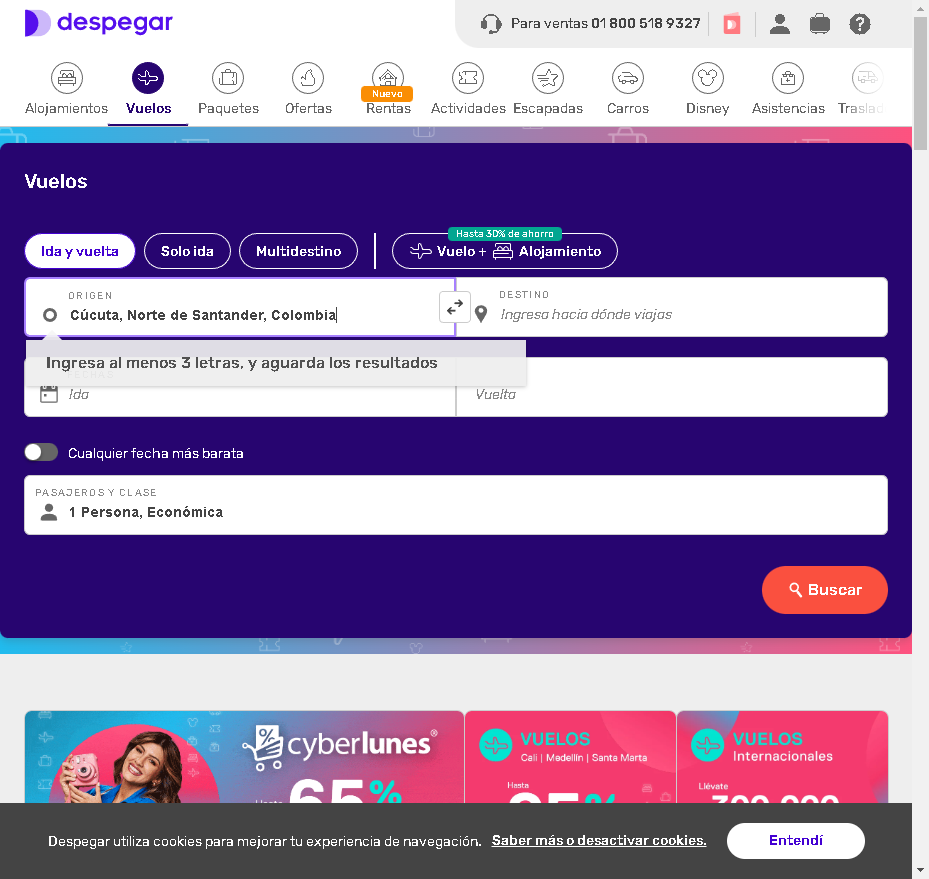 despegar
Para ventas 01 800 518 9327
Alojamientos
Vuelos
Paquetes
Ofertas
Nuevo
Rentas
Actividades
Escapadas
Carros
Disney
Asistencias
Traslad
Vuelos
Hasta 30% de ahorro
Ida y vuelta
Solo ida
Multidestino
Vuelo + Alojamiento
ORIGEN
Cúcuta, Norte de Santander, Colombia
DESTINO
Ingresa hacia dónde viajas
Ingresa al menos 3 letras, y aguarda los resultados
Ida
Vuelta
Cualquier fecha más barata
PASAJEROS Y CLASE
1 Persona, Económica
Buscar
cyberlunes®
Hasta 65%
VUELOS
Cali | Medellín | Santa Marta
Hasta
VUELOS
Internacionales
Llévate
Despegar utiliza cookies para mejorar tu experiencia de navegación. Saber más o desactivar cookies.
Entendí